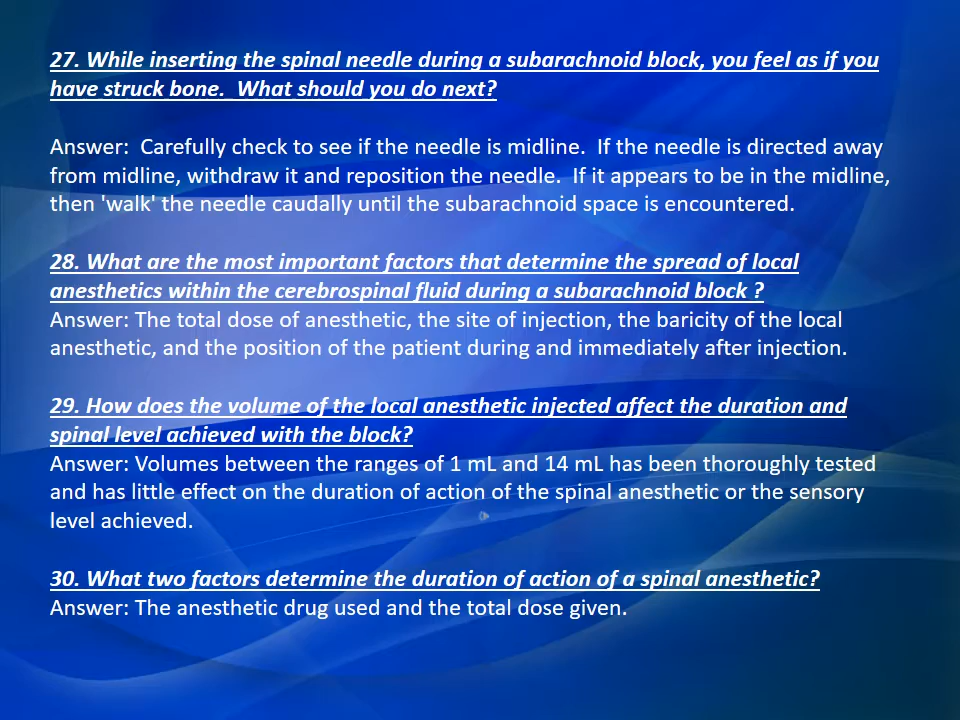 27. While inserting the spinal needle during a subarachnoid block, you feel as if you
have struck bone.  What should you do next?
Answer:  Carefully check to see if the needle is midline.  If the needle is directed away
from midline, withdraw it and reposition the needle.  If it appears to be in the midline,
then 'walk' the needle caudally until the subarachnoid space is encountered.
28. What are the most important factors that determine the spread of local
anesthetics within the cerebrospinal fluid during a subarachnoid block ?
Answer: The total dose of anesthetic, the site of injection, the baricity of the local
anesthetic, and the position of the patient during and immediately after injection.
29. How does the volume of the local anesthetic injected affect the duration and
spinal level achieved with the block?
Answer: Volumes between the ranges of 1 mL and 14 mL has been thoroughly tested
and has little effect on the duration of action of the spinal anesthetic or the sensory
level achieved.
30. What two factors determine the duration of action of a spinal anesthetic?
Answer: The anesthetic drug used and the total dose given.